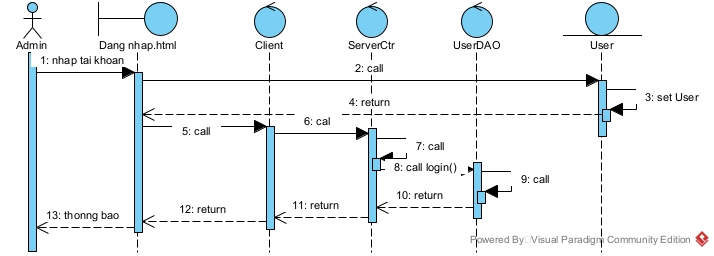 Admin
Dang nhap.html
Client
ServerCtr
UserDAO
User
1: nhap tai khoan
2: call
3: set User
4: return
5: call
6: cal
7: call
8: call login()
9: call
10: return
11: return
12: return
13: thonng bao
Powered By Visual Paradigm Community Edition